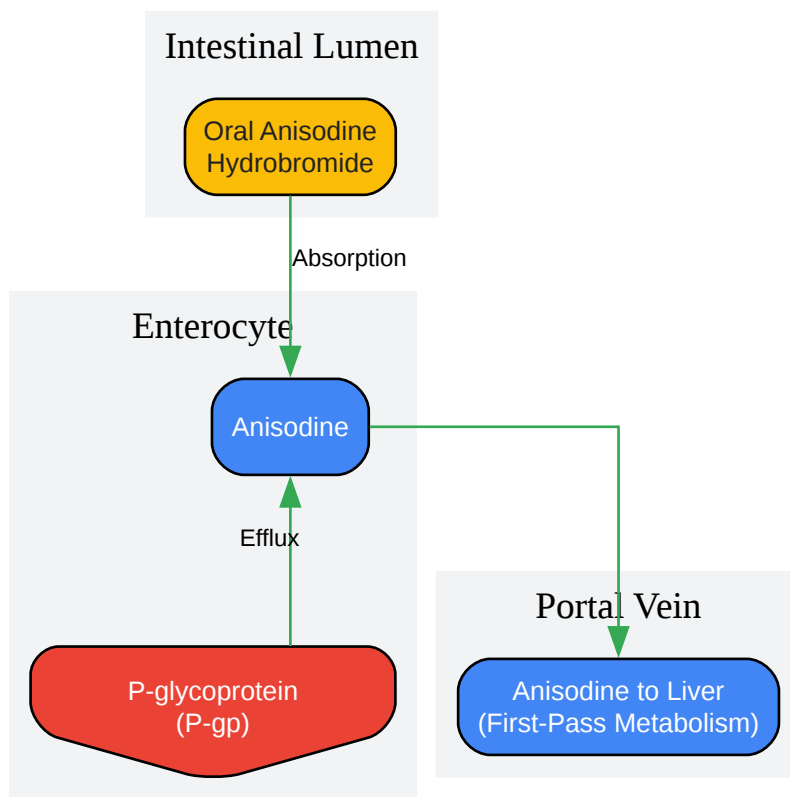 Intestinal Lumen
Oral Anisodine
Hydrobromide
Absorption
Enterocyte
Anisodine
Efflux
P-glycoprotein
(P-gp)
Portal Vein
Anisodine to Liver
(First-Pass Metabolism)